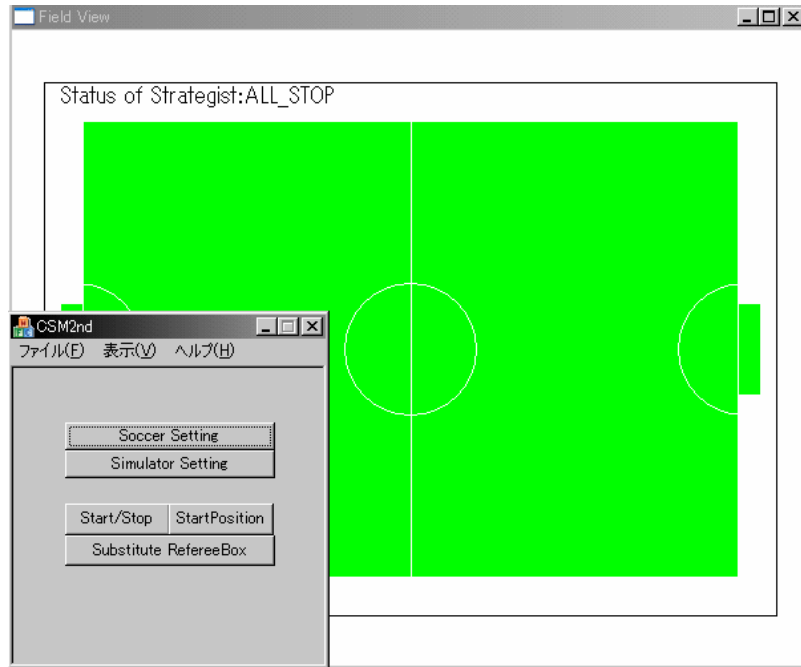 Field View
Status of Strategist:ALL_STOP
CSM2nd
ファイル(F) 表示(V) ヘルプ(H)
Soccer Setting
Simulator Setting
Start/Stop StartPosition
Substitute RefereeBox